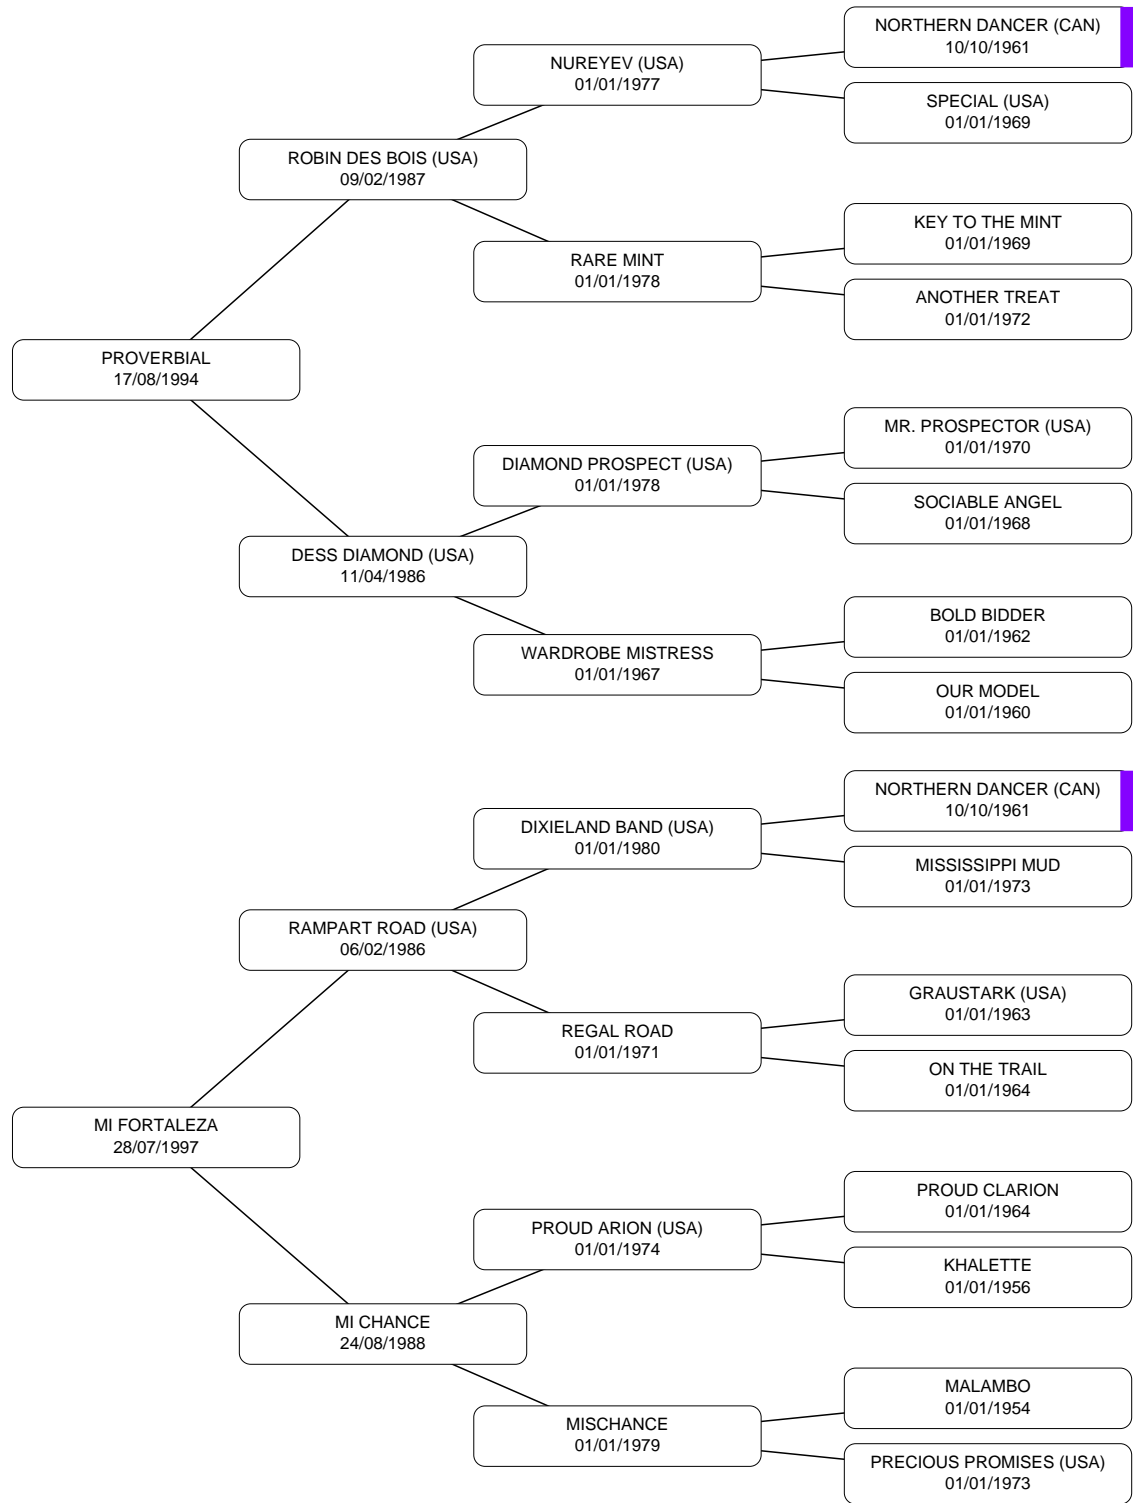 NORTHERN DANCER (CAN)
10/10/1961
NUREYEV (USA)
01/01/1977
SPECIAL (USA)
01/01/1969
ROBIN DES BOIS (USA)
09/02/1987
KEY TO THE MINT
01/01/1969
RARE MINT
01/01/1978
ANOTHER TREAT
01/01/1972
PROVERBIAL
17/08/1994
MR. PROSPECTOR (USA)
01/01/1970
DIAMOND PROSPECT (USA)
01/01/1978
SOCIABLE ANGEL
01/01/1968
DESS DIAMOND (USA)
11/04/1986
BOLD BIDDER
01/01/1962
WARDROBE MISTRESS
01/01/1967
OUR MODEL
01/01/1960
NORTHERN DANCER (CAN)
10/10/1961
DIXIELAND BAND (USA)
01/01/1980
MISSISSIPPI MUD
01/01/1973
RAMPART ROAD (USA)
06/02/1986
GRAUSTARK (USA)
01/01/1963
REGAL ROAD
01/01/1971
ON THE TRAIL
01/01/1964
MI FORTALEZA
28/07/1997
PROUD CLARION
01/01/1964
PROUD ARION (USA)
01/01/1974
KHALETTE
01/01/1956
MI CHANCE
24/08/1988
MALAMBO
01/01/1954
MISCHANCE
01/01/1979
PRECIOUS PROMISES (USA)
01/01/1973